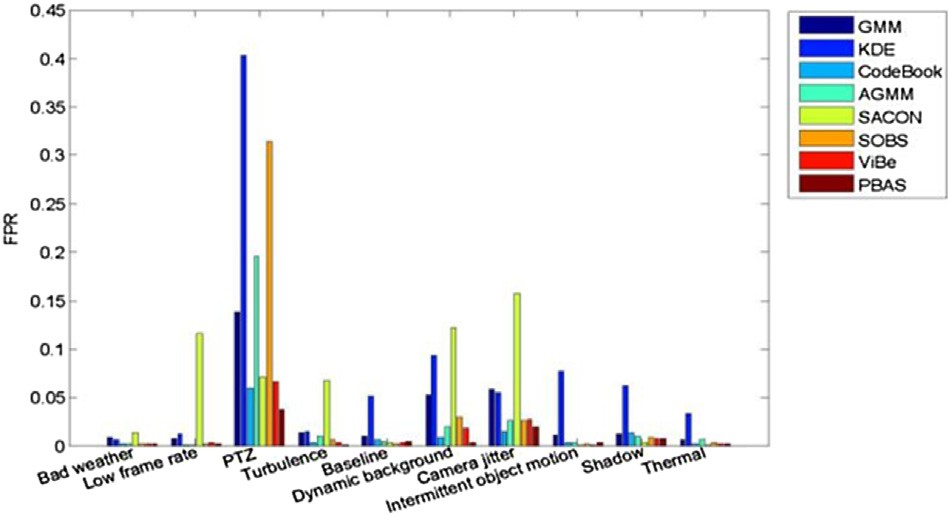 0.45
0.4
0.35
0.3
0.25
0.2
0.15
0.1
0.05
0
FPR
Bad weather
Low frame rate
PTZ
Turbulence
Baseline
Dynamic background
Camera jitter
Intermittent object motion
Shadow
Thermal
GMM
KDE
CodeBook
AGMM
SACON
SOBS
ViBe
PBAS